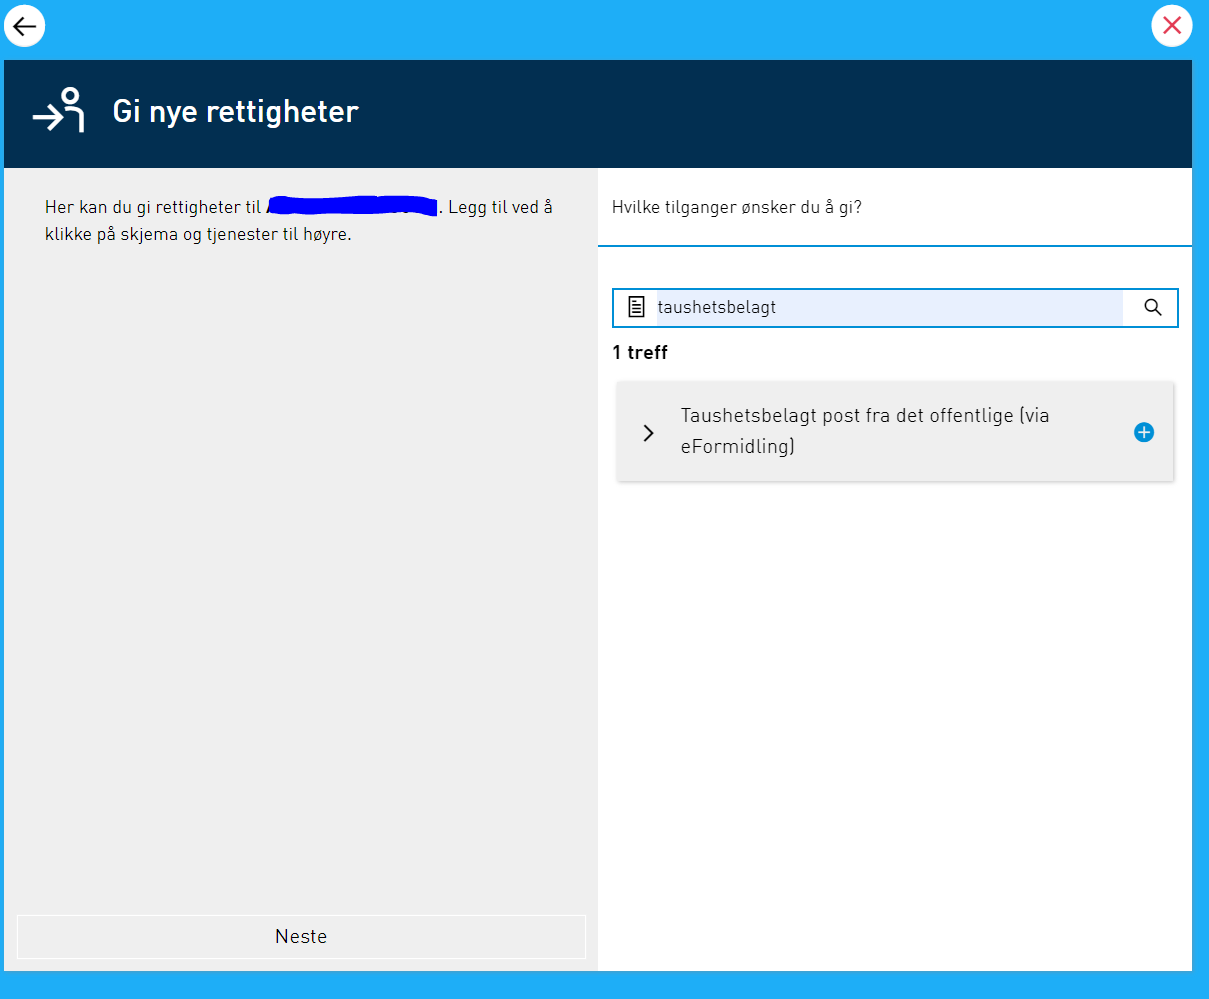 Gi nye rettigheter
Her kan du gi rettigheter til . Legg til ved å
klikke på skjema og tjenester til høyre.
Hvilke tilganger ønsker du å gi?
taushetsbelagt
1 treff
Taushetsbelagt post fra det offentlige (via
eFormidling)
Neste